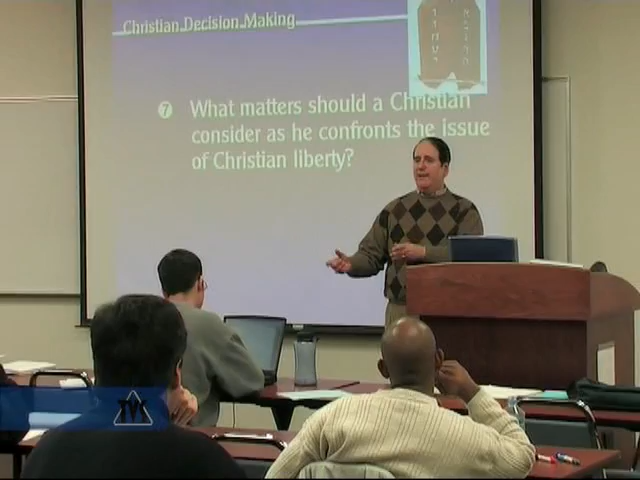 Christian Decision Making
7 What matters should a Christian
consider as he confronts the issue
of Christian liberty?